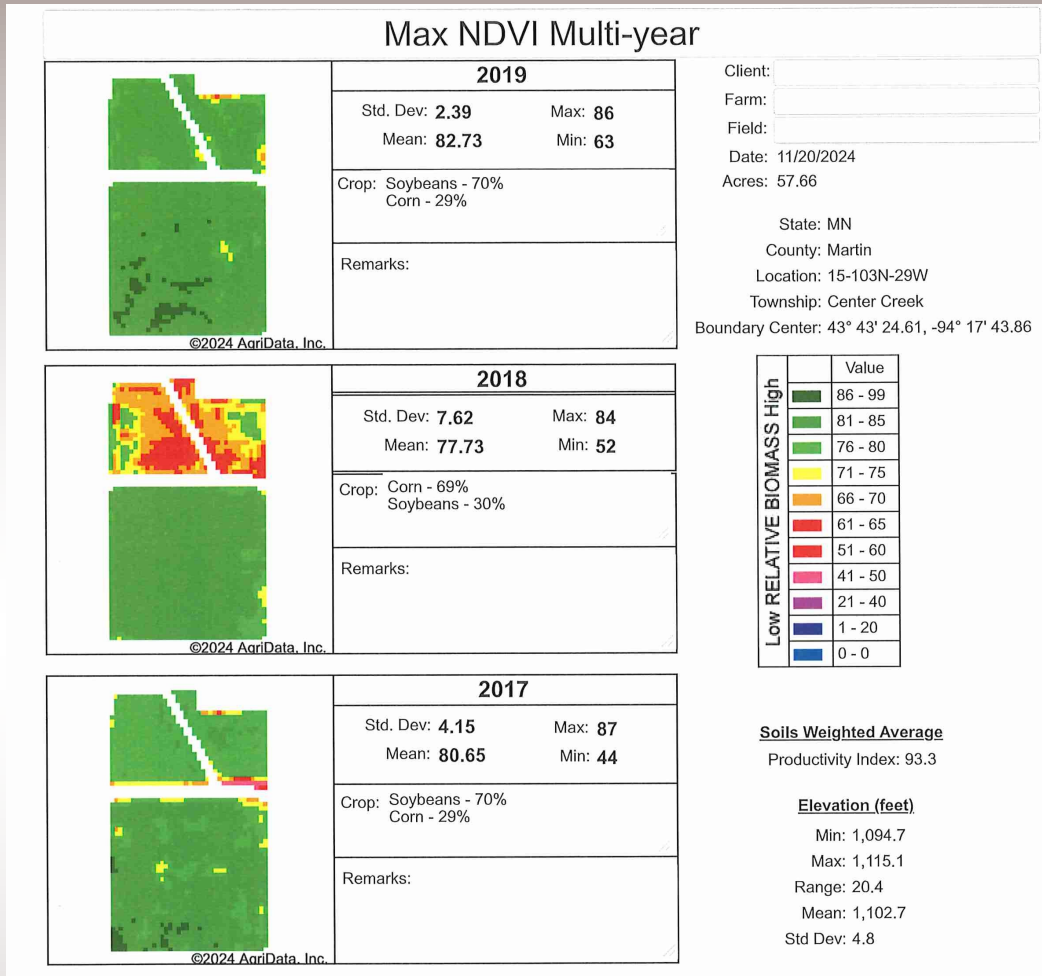 Max NDVI Multi-year
2019
Std. Dev: 2.39 Max: 86
Mean: 82.73 Min: 63
Crop: Soybeans - 70%
Corn - 29%
Remarks:
©2024 AgriData, Inc.
2018
Std. Dev: 7.62 Max: 84
Mean: 77.73 Min: 52
Crop: Corn - 69%
Soybeans - 30%
Remarks:
©2024 AgriData, Inc.
2017
Std. Dev: 4.15 Max: 87
Mean: 80.65 Min: 44
Crop: Soybeans - 70%
Corn - 29%
Remarks:
©2024 AgriData, Inc.
Client:
Farm:
Field:
Date: 11/20/2024
Acres: 57.66
State: MN
County: Martin
Location: 15-103N-29W
Township: Center Creek
Boundary Center: 43° 43' 24.61, -94° 17' 43.86
Low RELATIVE BIOMASS High
Value
86 - 99
81 - 85
76 - 80
71 - 75
66 - 70
61 - 65
51 - 60
41 - 50
21 - 40
1 - 20
0 - 0
Soils Weighted Average
Productivity Index: 93.3
Elevation (feet)
Min: 1,094.7
Max: 1,115.1
Range: 20.4
Mean: 1,102.7
Std Dev: 4.8